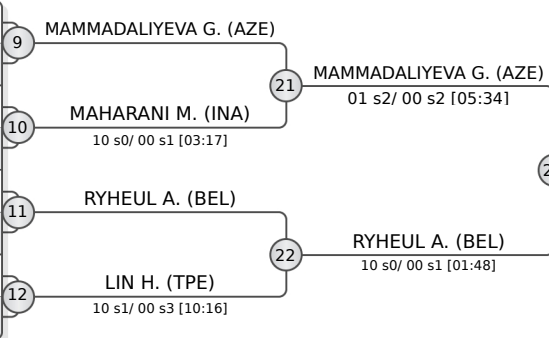 MAMMADALIYEVA G. (AZE)
9
21
MAMMADALIYEVA G. (AZE)
01 s2/ 00 s2 [05:34]
MAHARANI M. (INA)
10
10 s0/ 00 s1 [03:17]
RYHEUL A. (BEL)
11
22
RYHEUL A. (BEL)
10 s0/ 00 s1 [01:48]
LIN H. (TPE)
12
10 s1/ 00 s3 [10:16]